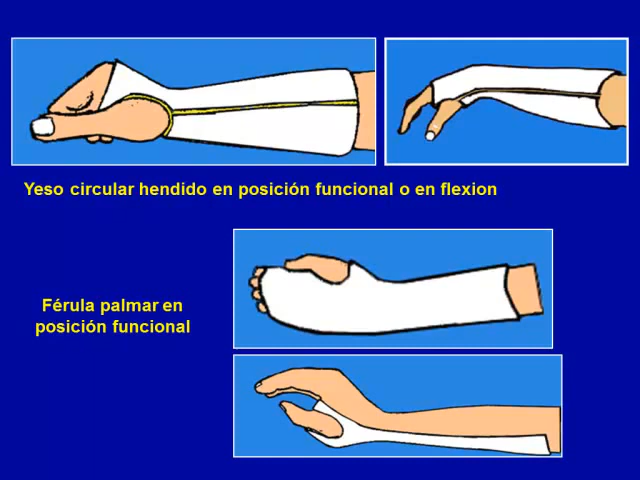 Yeso circular hendido en posición funcional o en flexion
Férula palmar en
posición funcional